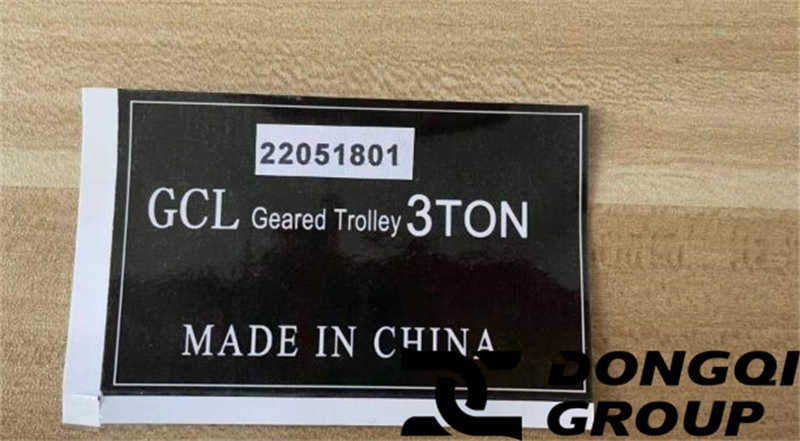 22051801
GCL Geared Trolley 3TON
MADE IN CHINA
DONGQI
GROUP